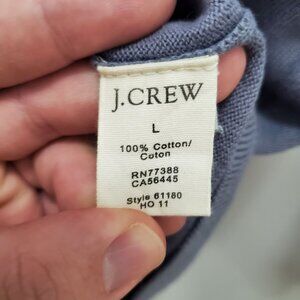 J.CREW
L
100% Cotton/
Coton
RN77388
CA56445
Style 61180
HO 11